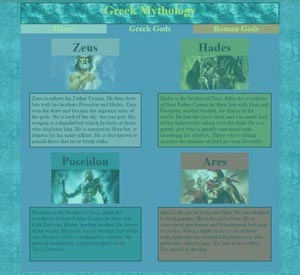 Greek Mythology
Home Greek Gods Roman Gods
Zeus
Zeus overthrew his Father Cronus. He then drew
lots with his brothers Poseidon and Hades. Zeus
won the draw and became the supreme ruler of
the gods. He is lord of the sky, the rain god. His
weapon is a thunderbolt which he hurls at those
who displease him. He is married to Hera but, is
famous for his many affairs. He is also known to
punish those that lie or break oaths.
Hades
Hades is the brother of Zeus. After the overthrow
of their Father Cronus he drew lots with Zeus and
Poseidon, another brother, for shares of the
world. He had the worst draw and was made lord
of the underworld, ruling over the dead. He is a
greedy god who is greatly concerned with
increasing his subjects. Those who's calling
increase the number of dead are seen favorably
Poseidon
Poseidon is the brother of Zeus. After the
overthrow of their Father Cronus he drew lots
with Zeus and Hades, another brother, for shares
of the world. His prize was to become lord of the
sea. He was widely worshiped by seamen. He
married Amphitrite, a granddaughter of the
Titan Oceanus.
Ares
Ares is the son of Zeus and Hera. He was disliked
by both parents. He is the god of war. He is
considered murderous and bloodstained but, also
a coward. When caught in an act of adultery
with Aphrodite her husband Hephaestus is able
publically ridicule him. His bird is the vulture.
His animal is the dog.